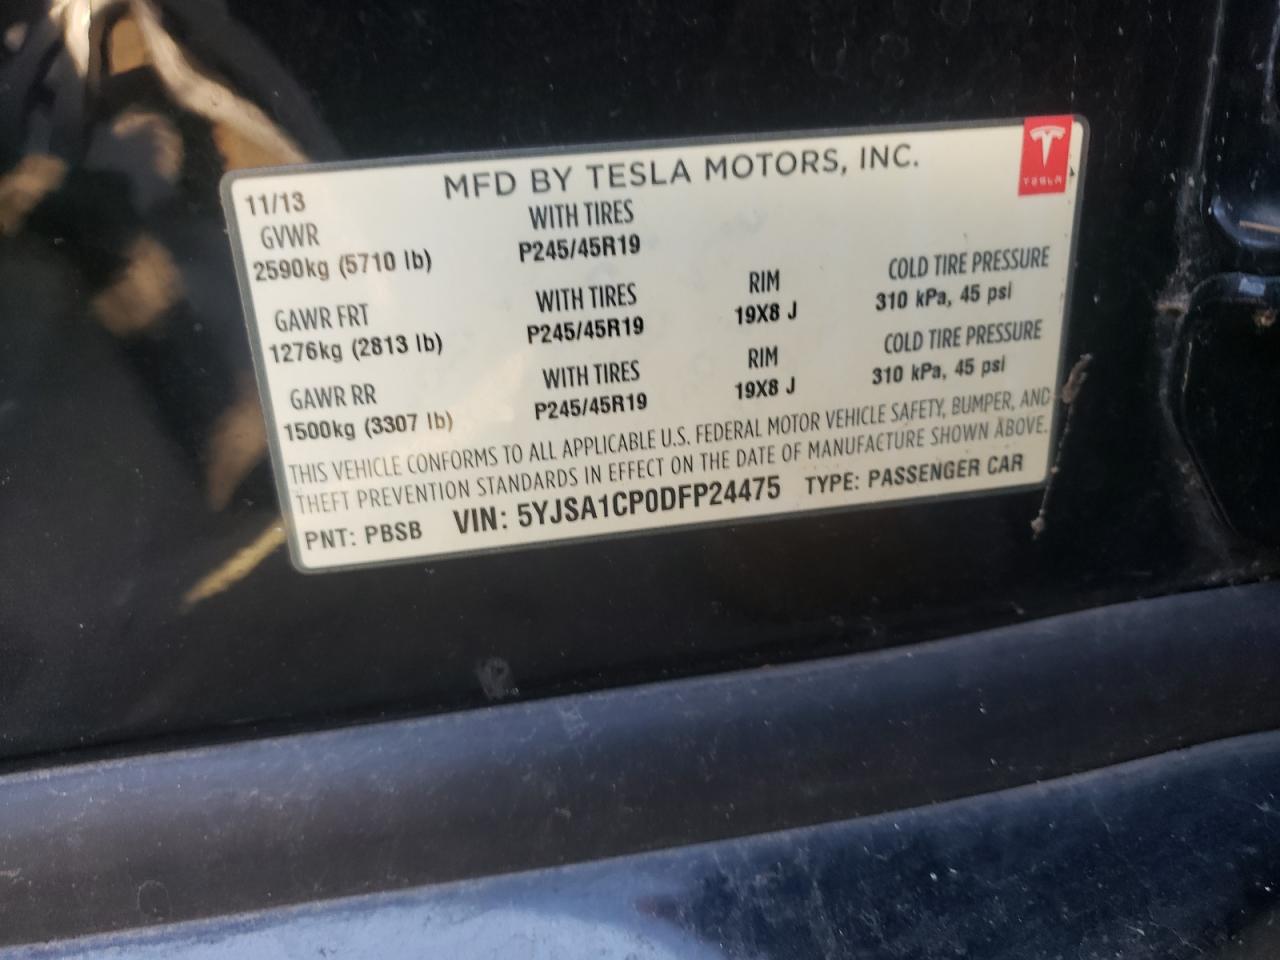 MFD BY TESLA MOTORS, INC.
TESLA
11/13
GVWR WITH TIRES
2590kg (5710 lb) P245/45R19
GAWR FRT WITH TIRES RIM COLD TIRE PRESSURE
1276kg (2813 lb) P245/45R19 19X8 J 310 kPa, 45 psi
GAWR RR WITH TIRES RIM COLD TIRE PRESSURE
1500kg (3307 lb) P245/45R19 19X8 J 310 kPa, 45 psi
THIS VEHICLE CONFORMS TO ALL APPLICABLE U.S. FEDERAL MOTOR VEHICLE SAFETY, BUMPER, AND
THEFT PREVENTION STANDARDS IN EFFECT ON THE DATE OF MANUFACTURE SHOWN ABOVE.
PNT: PBSB VIN: 5YJSA1CP0DFP24475 TYPE: PASSENGER CAR